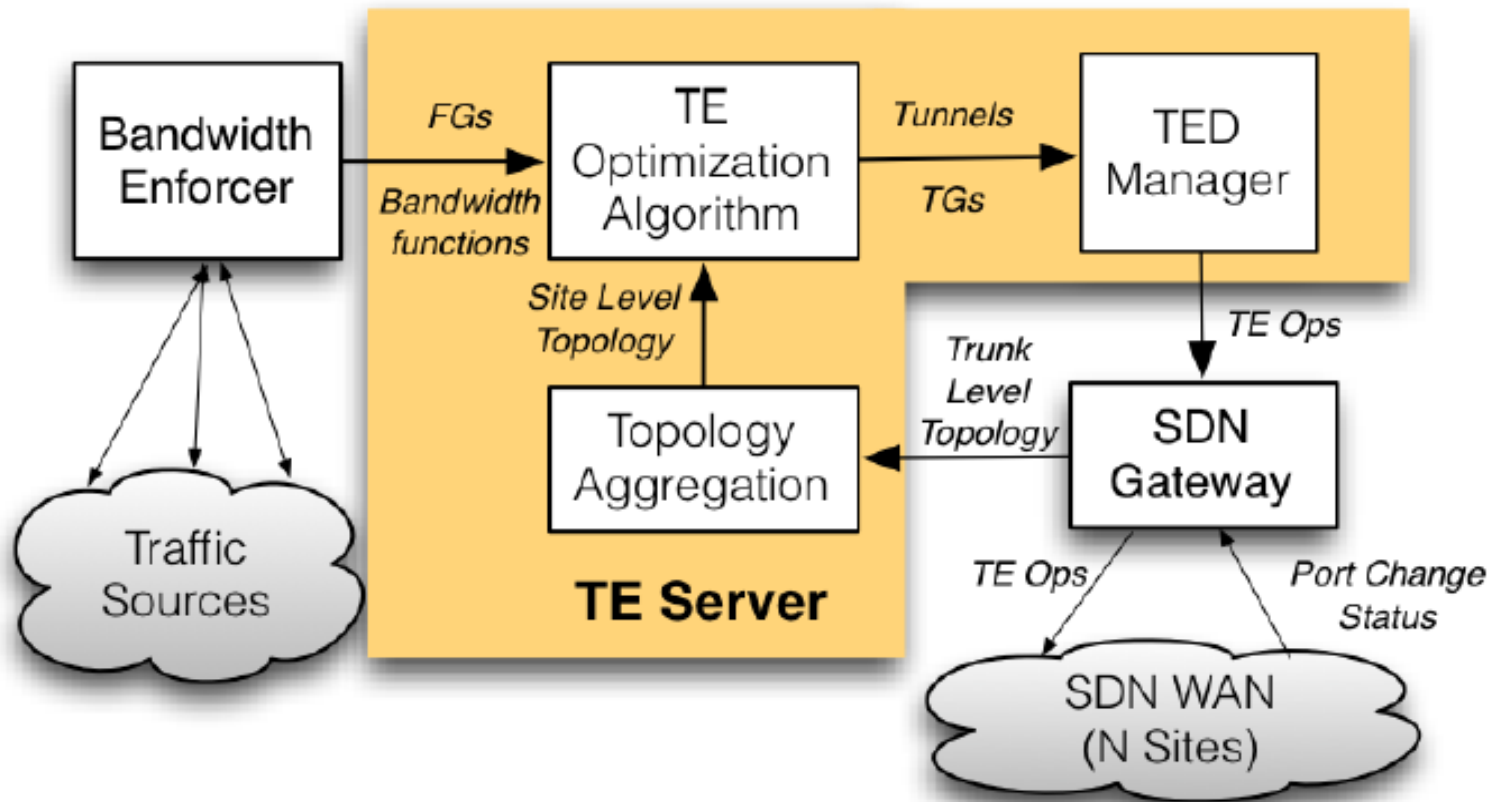 Bandwidth
Enforcer
FGs
Bandwidth
functions
TE
Optimization
Algorithm
Tunnels
TGs
TED
Manager
Site Level
Topology
TE Ops
Trunk
Level
Topology
Topology
Aggregation
SDN
Gateway
Traffic
Sources
TE Server
TE Ops
Port Change
Status
SDN WAN
(N Sites)